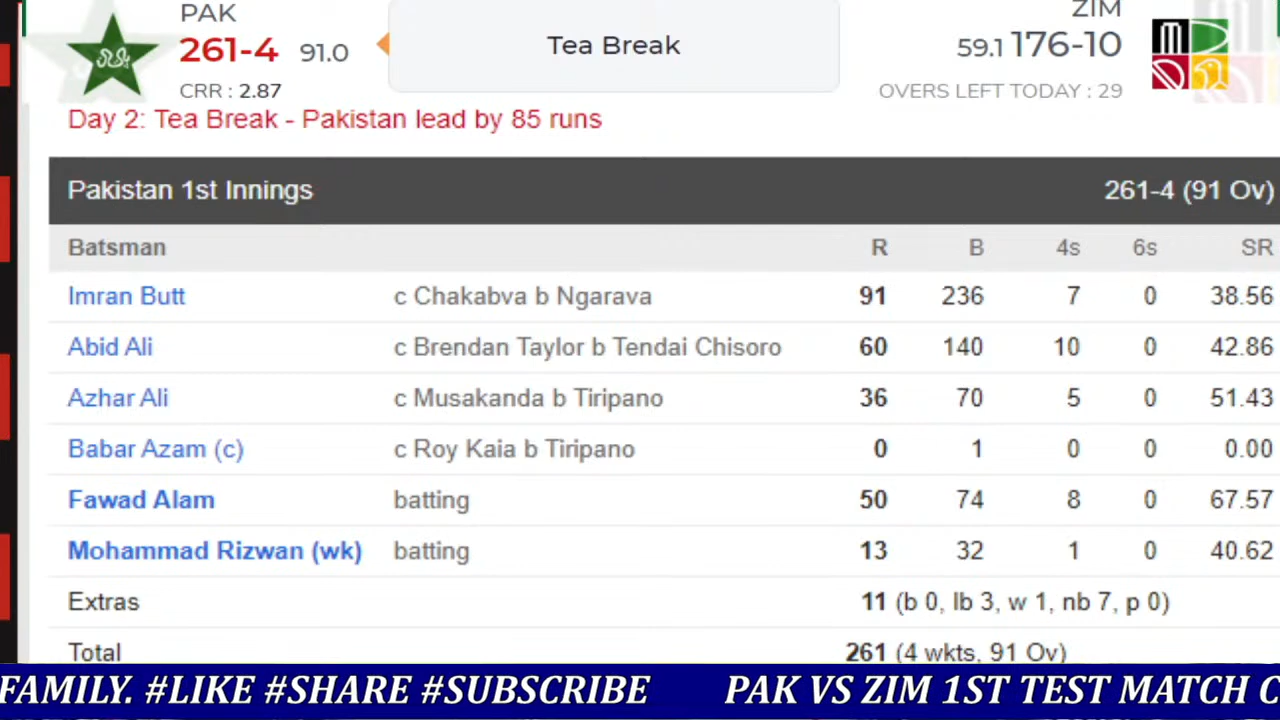 PAK
261-4 91.0
CRR : 2.87
Tea Break
ZIM
59.1 176-10
OVERS LEFT TODAY : 29
Day 2: Tea Break - Pakistan lead by 85 runs
Pakistan 1st Innings 261-4 (91 Ov)
Batsman R B 4s 6s SR
Imran Butt c Chakabva b Ngarava 91 236 7 0 38.56
Abid Ali c Brendan Taylor b Tendai Chisoro 60 140 10 0 42.86
Azhar Ali c Musakanda b Tiripano 36 70 5 0 51.43
Babar Azam (c) c Roy Kaia b Tiripano 0 1 0 0 0.00
Fawad Alam batting 50 74 8 0 67.57
Mohammad Rizwan (wk) batting 13 32 1 0 40.62
Extras 11 (b 0, lb 3, w 1, nb 7, p 0)
Total 261 (4 wkts, 91 Ov)
FAMILY. #LIKE #SHARE #SUBSCRIBE PAK VS ZIM 1ST TEST MATCH C